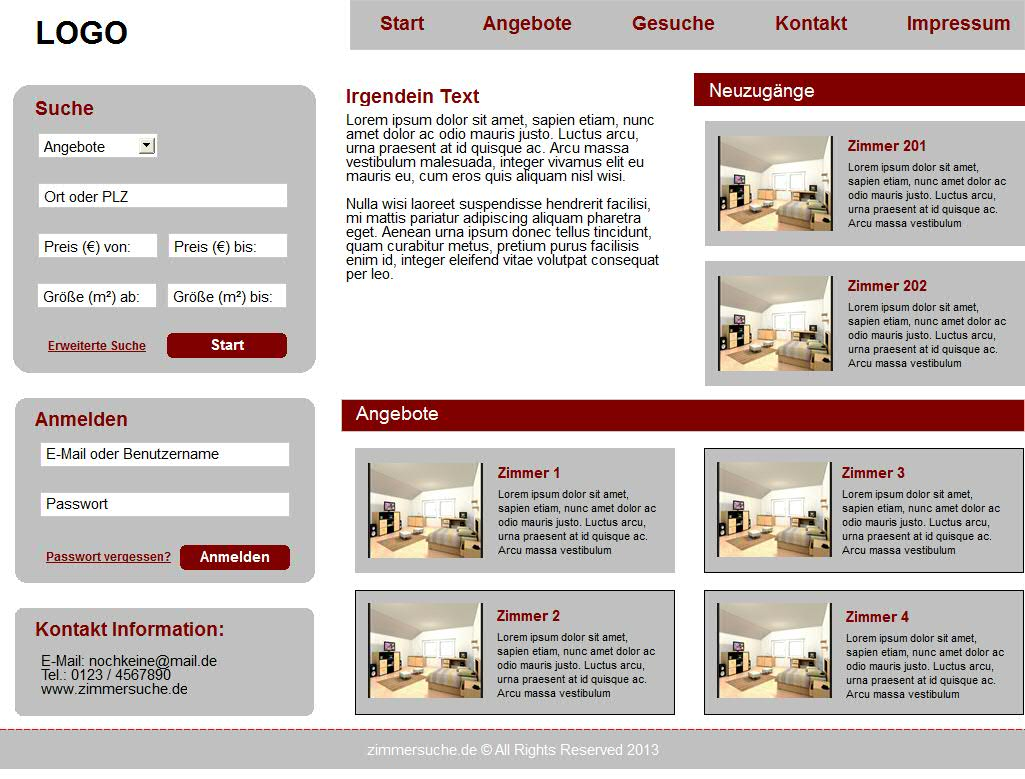 LOGO
Start Angebote Gesuche Kontakt Impressum
Suche
Angebote
Ort oder PLZ
Preis (€) von: Preis (€) bis:
Größe (m²) ab: Größe (m²) bis:
Erweiterte Suche Start
Anmelden
E-Mail oder Benutzername
Passwort
Passwort vergessen? Anmelden
Kontakt Information:
E-Mail: nochkeine@mail.de
Tel.: 0123 / 4567890
www.zimmersuche.de
Irgendein Text
Lorem ipsum dolor sit amet, sapien etiam, nunc
amet dolor ac odio mauris justo. Luctus arcu,
urna praesent at id quisque ac. Arcu massa
vestibulum malesuada, integer vivamus elit eu
mauris eu, cum eros quis aliquam nisl wisi.
Nulla wisi laoreet suspendisse hendrerit facilisi,
mi mattis pariatur adipiscing aliquam pharetra
eget. Aenean urna ipsum donec tellus tincidunt,
quam curabitur metus, pretium purus facilisis
enim id, integer eleifend vitae volutpat consequat
per leo.
Neuzugänge
Zimmer 201
Lorem ipsum dolor sit amet,
sapien etiam, nunc amet dolor ac
odio mauris justo. Luctus arcu,
urna praesent at id quisque ac.
Arcu massa vestibulum
Zimmer 202
Lorem ipsum dolor sit amet,
sapien etiam, nunc amet dolor ac
odio mauris justo. Luctus arcu,
urna praesent at id quisque ac.
Arcu massa vestibulum
Angebote
Zimmer 1
Lorem ipsum dolor sit amet,
sapien etiam, nunc amet dolor ac
odio mauris justo. Luctus arcu,
urna praesent at id quisque ac.
Arcu massa vestibulum
Zimmer 3
Lorem ipsum dolor sit amet,
sapien etiam, nunc amet dolor ac
odio mauris justo. Luctus arcu,
urna praesent at id quisque ac.
Arcu massa vestibulum
Zimmer 2
Lorem ipsum dolor sit amet,
sapien etiam, nunc amet dolor ac
odio mauris justo. Luctus arcu,
urna praesent at id quisque ac.
Arcu massa vestibulum
Zimmer 4
Lorem ipsum dolor sit amet,
sapien etiam, nunc amet dolor ac
odio mauris justo. Luctus arcu,
urna praesent at id quisque ac.
Arcu massa vestibulum
zimmersuche.de © All Rights Reserved 2013